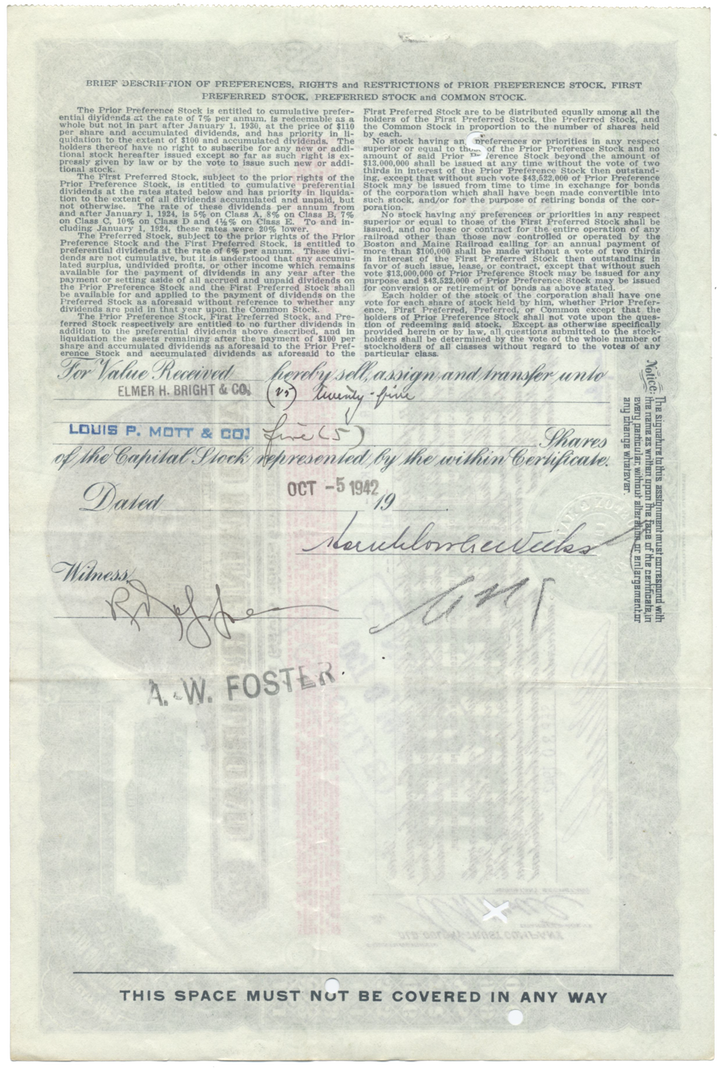 BRIEF DESCRIPTION OF PREFERENCES, RIGHTS and RESTRICTIONS of PRIOR PREFERENCE STOCK, FIRST
PREFERRED STOCK, PREFERRED STOCK and COMMON STOCK.
The Prior Preference Stock is entitled to cumulative prefer-
ential dividends at the rate of 7% per annum, is redeemable as a
whole but not in part after January 1, 1930, at the price of $110
per share and accumulated dividends, and has priority in li-
quidation to the extent of $100 and accumulated dividends. The
holders thereof have no right to subscribe for any new or addi-
tional stock hereafter issued except so far as such right is ex-
pressly given by law or by the vote to issue such new or addi-
tional stock.
The First Preferred Stock, subject to the prior rights of the
Prior Preference Stock, is entitled to cumulative preferential
dividends at the rates stated below and has priority in liquida-
tion to the extent of all dividends accumulated and unpaid, but
not otherwise. The rate of these dividends per annum from
and after January 1, 1924, is 5% on Class A, 8% on Class B, 7%
on Class C, 10% on Class D and 4½% on Class E. To and in-
cluding January 1, 1924, these rates were 20% lower.
The Preferred Stock, subject to the prior rights of the Prior
Preference Stock and the First Preferred Stock, is entitled to
preferential dividends at the rate of 6% per annum. These divi-
dends are not cumulative, but it is understood that any accumu-
lated surplus, undivided profits, or other income which remains
available for the payment of dividends in any year after the
payment or setting aside of all accrued and unpaid dividends on
the Prior Preference Stock and the First Preferred Stock shall
be available for and applied to the payment of dividends on the
Preferred Stock as aforesaid without reference to whether any
dividends are paid in that year upon the Common Stock.
The Prior Preference Stock, First Preferred Stock, and Pre-
ferred Stock respectively are entitled to no further dividends in
addition to the preferential dividends above described, and in
liquidation the assets remaining after the payment of $100 per
share and accumulated dividends as aforesaid to the Prior Pref-
erence Stock and accumulated dividends as aforesaid to the
First Preferred Stock are to be distributed equally among all the
holders of the First Preferred Stock, the Preferred Stock, and
the Common Stock in proportion to the number of shares held
by each.
No stock having an preferences or priorities in any respect
superior or equal to th of the Prior Preference Stock and no
amount of said Prior Preference Stock beyond the amount of
$13,000,000 shall be issued at any time without the vote of two
thirds in interest of the Prior Preference Stock then outstand-
ing, except that without such vote $43,522,000 of Prior Preference
Stock may be issued from time to time in exchange for bonds
of the corporation which shall have been made convertible into
such stock, and/or for the purpose of retiring bonds of the cor-
poration.
No stock having any preferences or priorities in any respect
superior or equal to those of the First Preferred Stock shall be
issued, and no lease or contract for the entire operation of any
railroad other than those now controlled or operated by the
Boston and Maine Railroad calling for an annual payment of
more than $100,000 shall be made without a vote of two thirds
in interest of the First Preferred Stock then outstanding in
favor of such issue, lease, or contract, except that without such
vote $13,000,000 of Prior Preference Stock may be issued for any
purpose and $43,522,000 of Prior Preference Stock may be issued
for conversion or retirement of bonds as above stated.
Each holder of the stock of the corporation shall have one
vote for each share of stock held by him, whether Prior Prefer-
ence, First Preferred, Preferred, or Common except that the
holders of Prior Preference Stock shall not vote upon the ques-
tion of redeeming said stock. Except as otherwise specifically
provided herein or by law, all questions submitted to the stock-
holders shall be determined by the vote of the whole number of
stockholders of all classes without regard to the votes of any
particular class.
For Value Received hereby sell, assign and transfer unto
ELMER H. BRIGHT & CO. (25) twenty-five
LOUIS P. MOTT & CO. five (5) Shares
of the Capital Stock represented by the within Certificate.
Dated OCT -5 1942 19
Witness,
A. W. FOSTER
Notice: The signature to this assignment must correspond with
the name as written upon the face of the certificate, in
every particular, without alteration or enlargement, or
any change whatever.
THIS SPACE MUST NOT BE COVERED IN ANY WAY